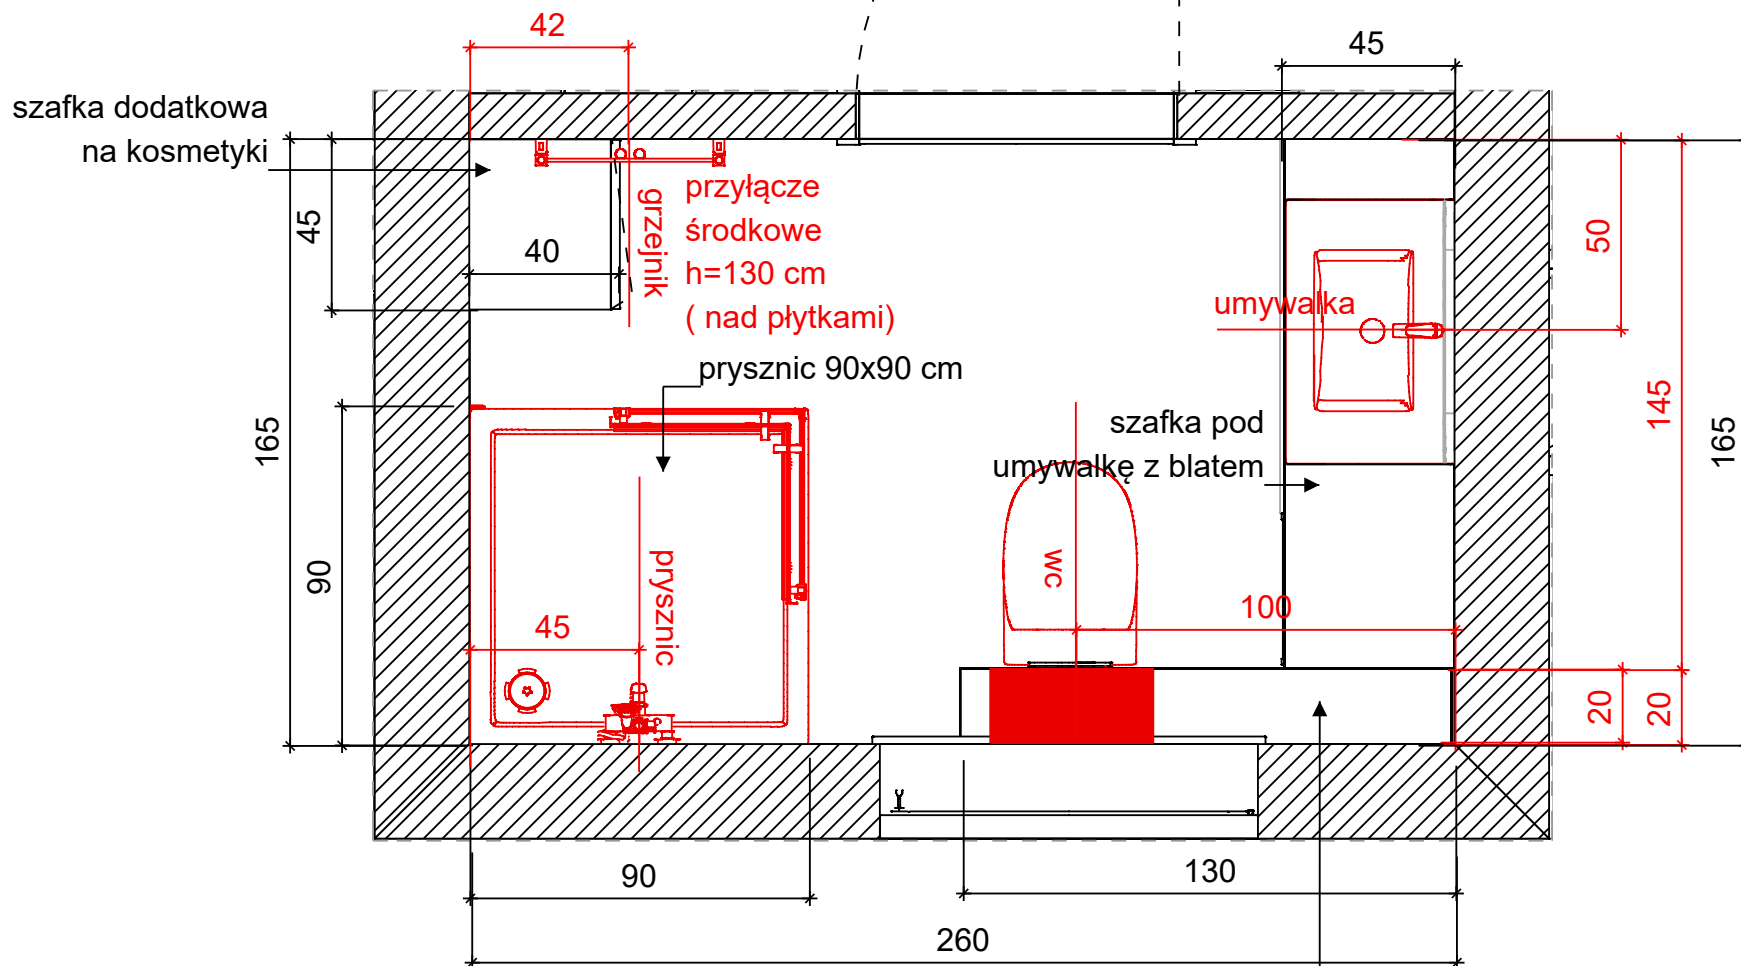 42
45
szafka dodatkowa
na kosmetyki
45
40
grzejnik
przyłącze
środkowe
h=130 cm
( nad płytkami)
umywalka
50
prysznic 90x90 cm
szafka pod
umywalkę z blatem
165
145
165
90
prysznic
wc
45
100
20
20
90
130
260